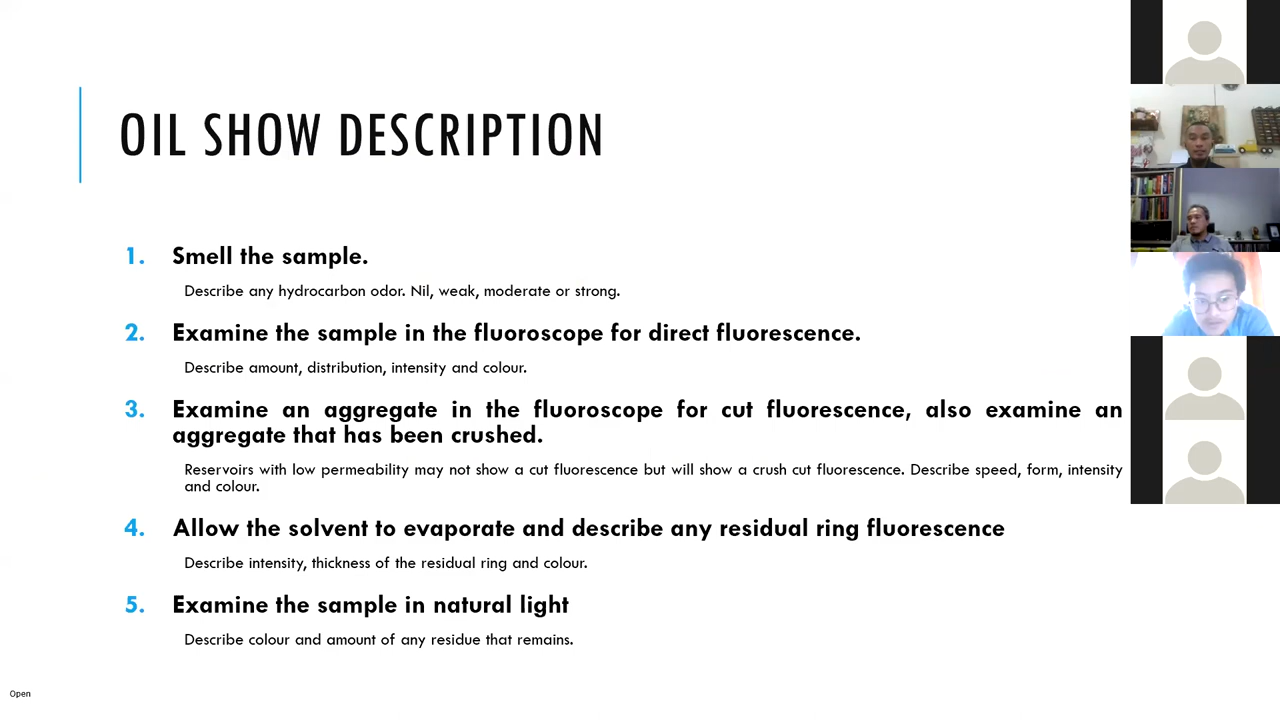 OIL SHOW DESCRIPTION
1. Smell the sample.
Describe any hydrocarbon odor. Nil, weak, moderate or strong.
2. Examine the sample in the fluoroscope for direct fluorescence.
Describe amount, distribution, intensity and colour.
3. Examine an aggregate in the fluoroscope for cut fluorescence, also examine an
aggregate that has been crushed.
Reservoirs with low permeability may not show a cut fluorescence but will show a crush cut fluorescence. Describe speed, form, intensity
and colour.
4. Allow the solvent to evaporate and describe any residual ring fluorescence
Describe intensity, thickness of the residual ring and colour.
5. Examine the sample in natural light
Describe colour and amount of any residue that remains.
Open